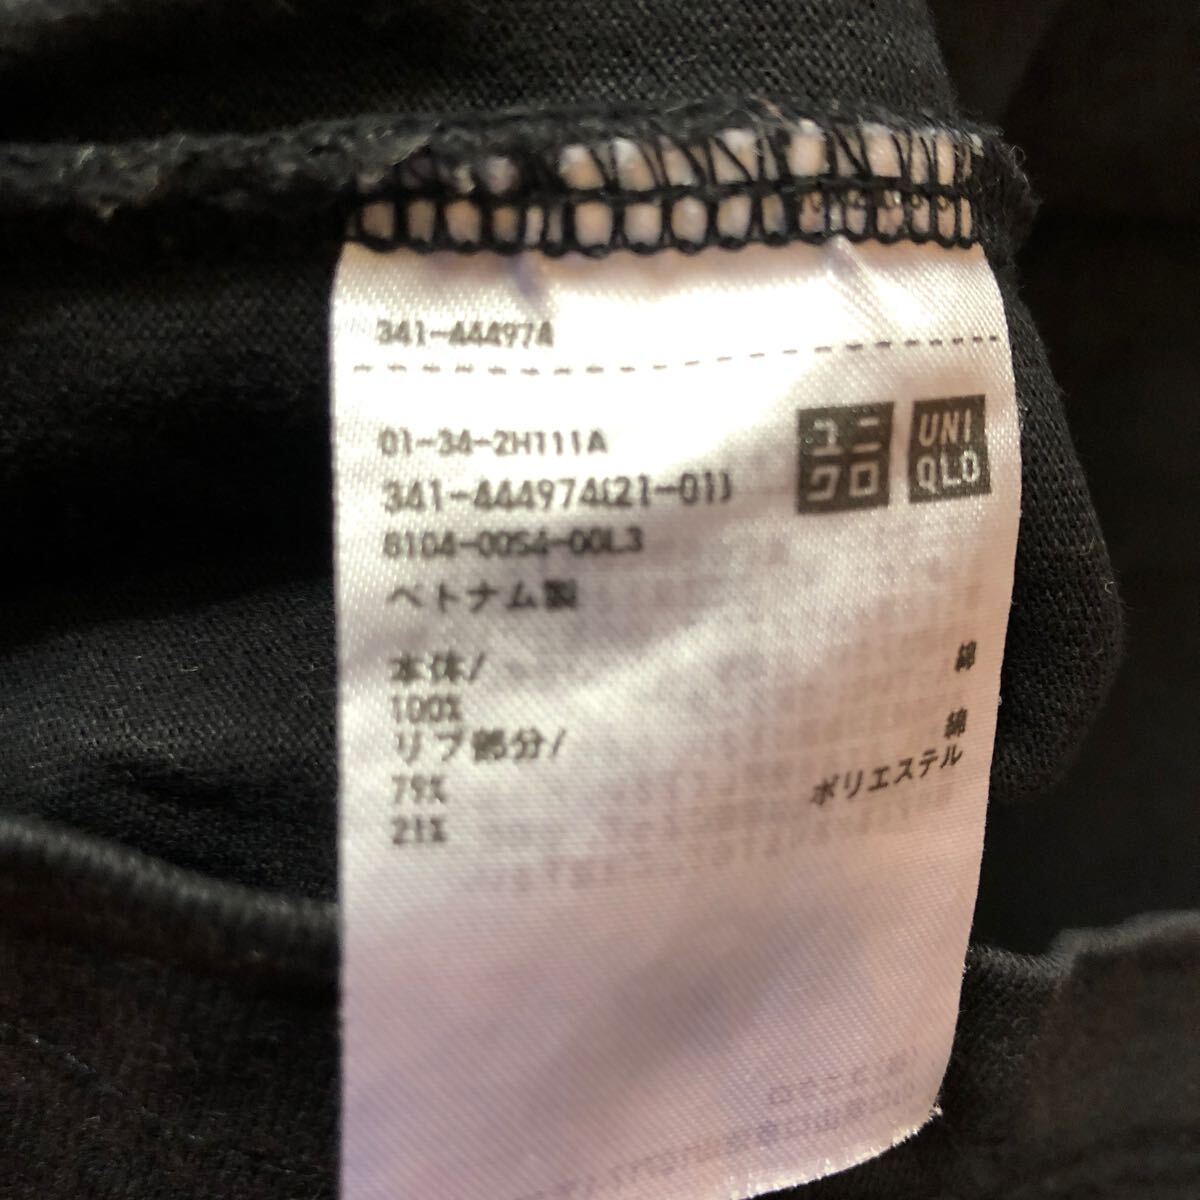 341-444974
01-34-2H111A
341-444974(21-01)
ユニ
クロ
UNI
QLO
8104-0054-00L3
ベトナム製
本体/
綿
100%
リブ部分/
綿
79%
ポリエステル
21%